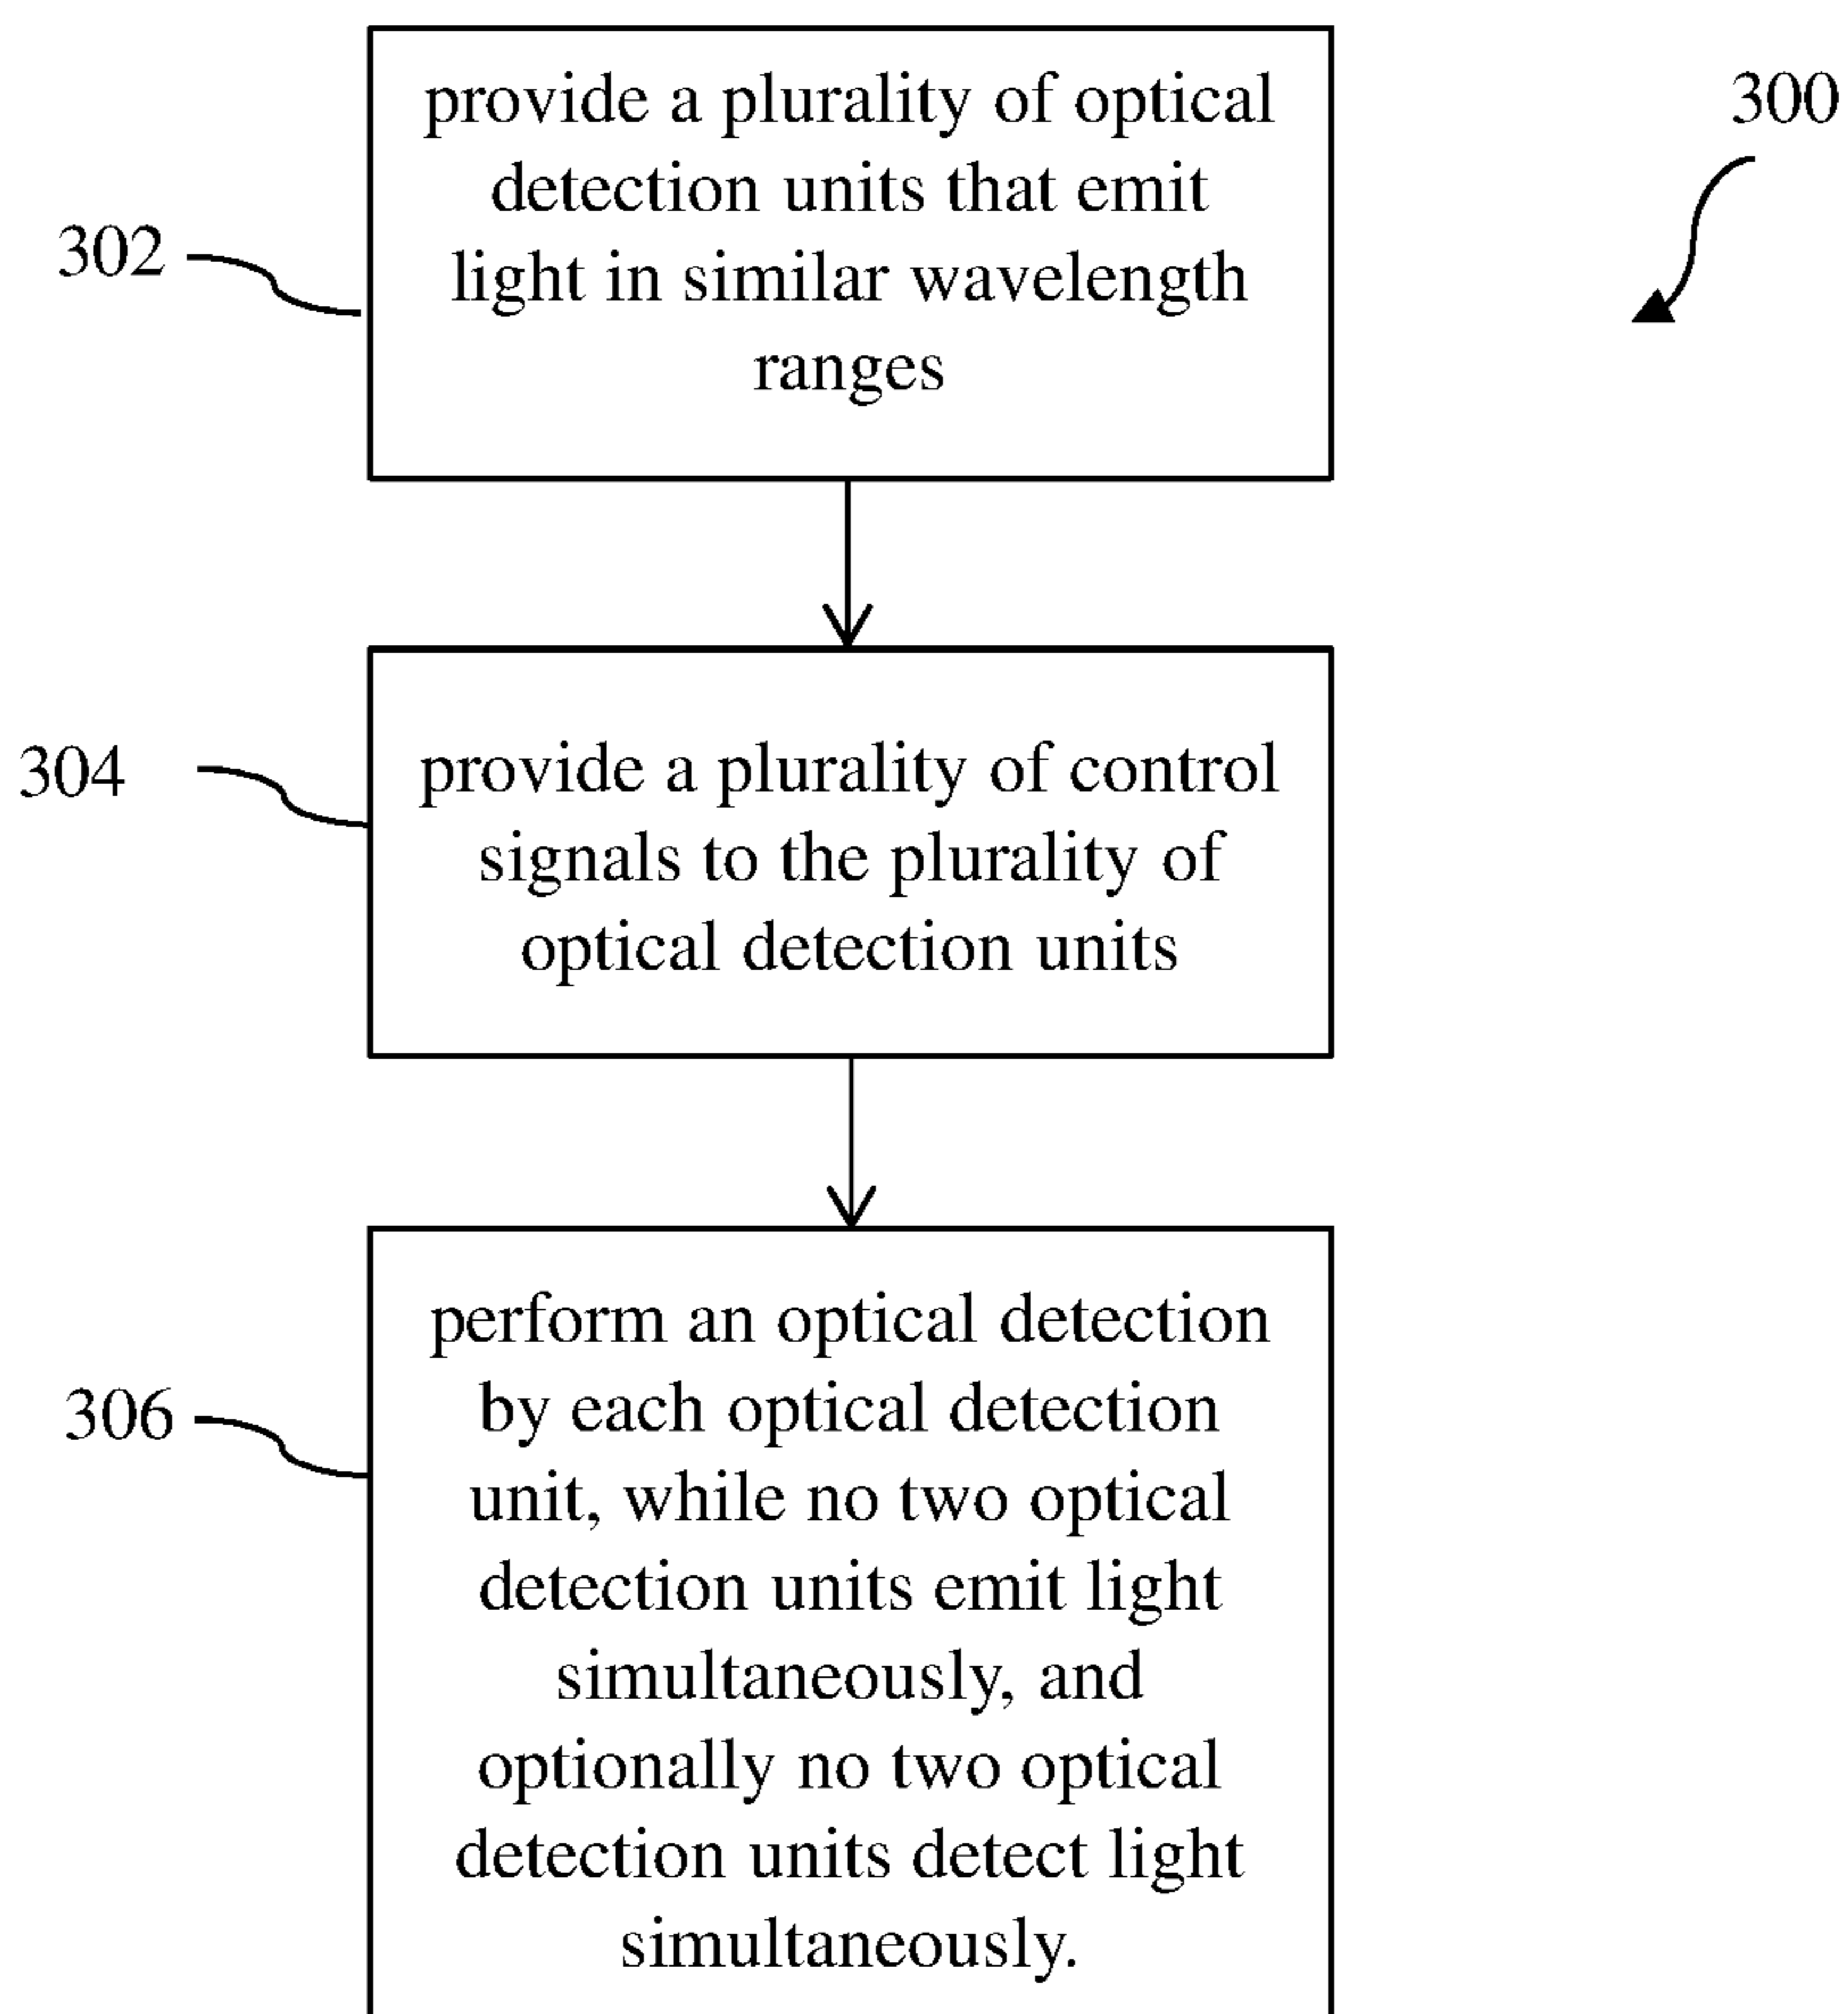 provide a plurality of optical
detection units that emit
light in similar wavelength
ranges
300
302
provide a plurality of control
signals to the plurality of
optical detection units
304
perform an optical detection
by each optical detection
unit, while no two optical
detection units emit light
simultaneously, and
optionally no two optical
detection units detect light
simultaneously.
306